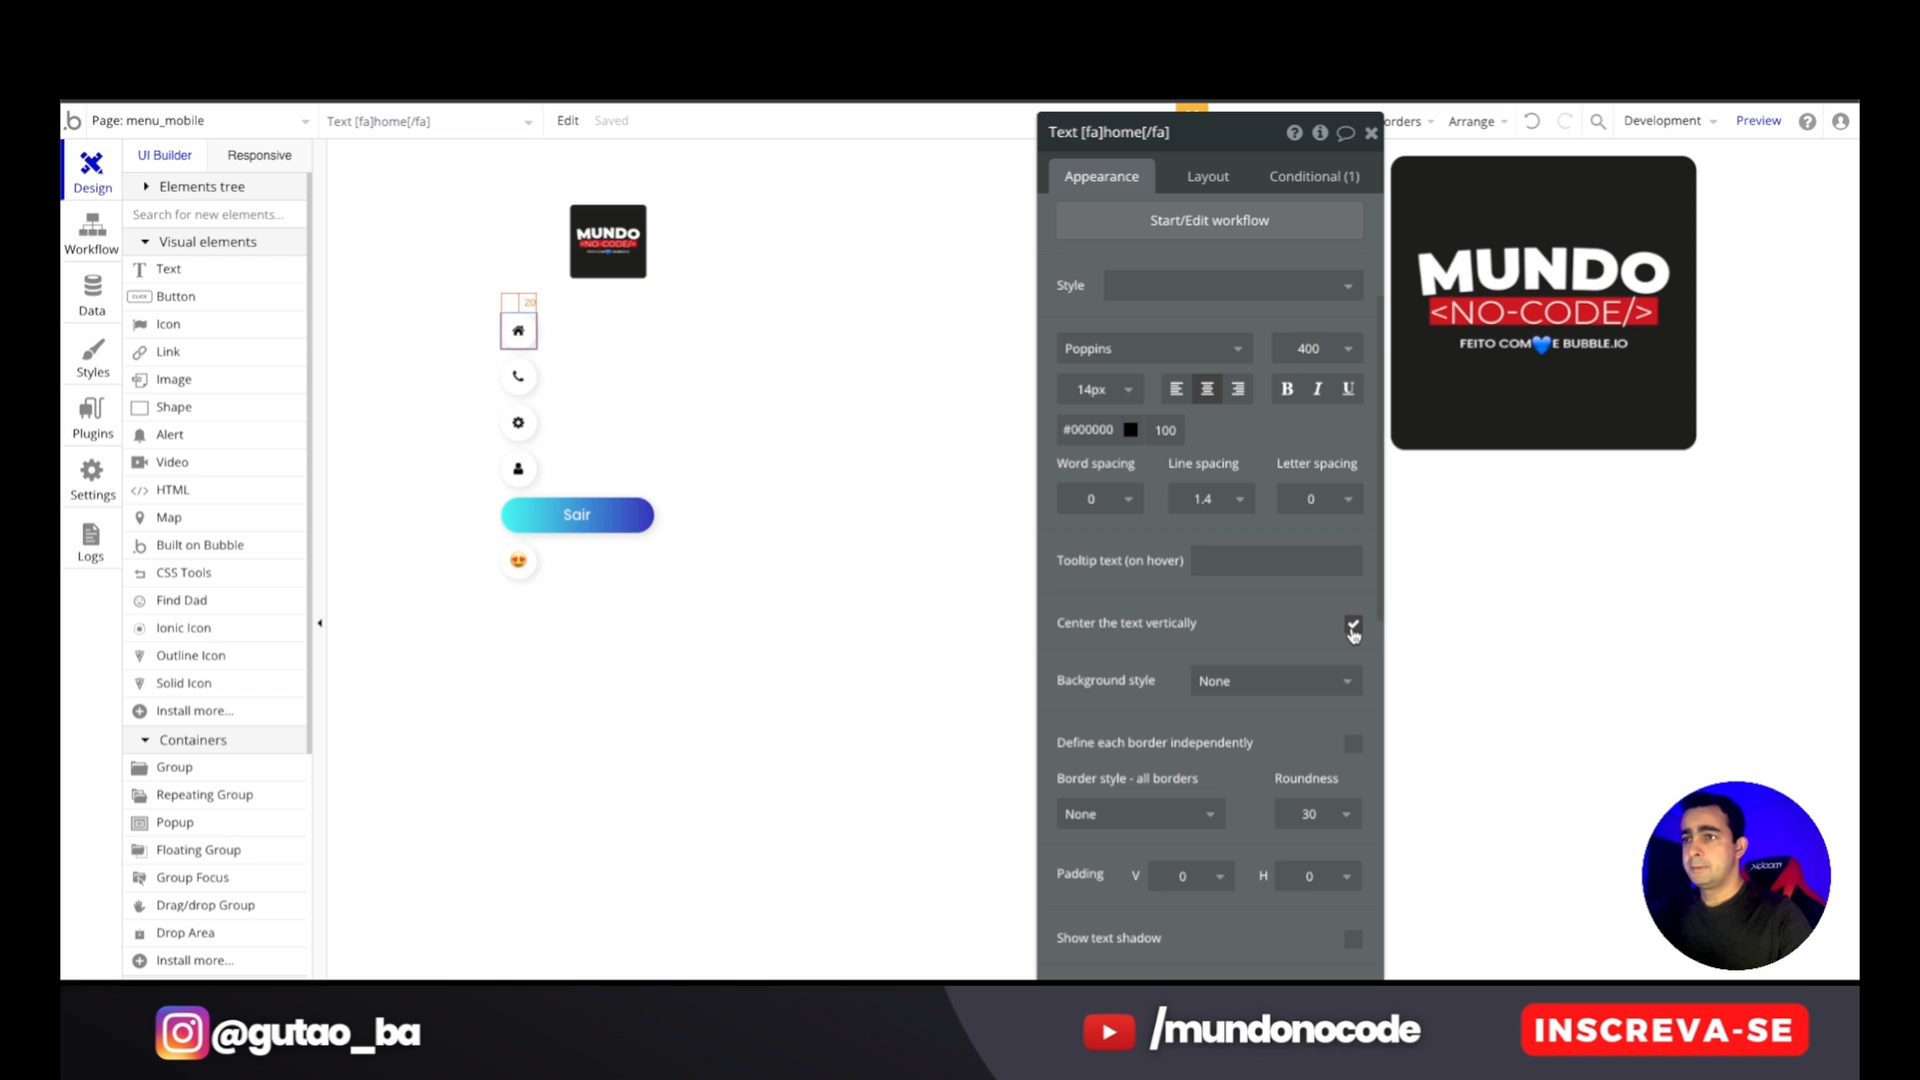 Page: menu_mobile
Text [fa]home[/fa]
Edit
Saved
orders
Arrange
Development
Preview
Design
Workflow
Data
Styles
Plugins
Settings
Logs
UI Builder
Responsive
Elements tree
Search for new elements...
Visual elements
Text
CLICK Button
Icon
Link
Image
Shape
Alert
Video
HTML
Map
Built on Bubble
CSS Tools
Find Dad
Ionic Icon
Outline Icon
Solid Icon
Install more...
Containers
Group
Repeating Group
Popup
Floating Group
Group Focus
Drag/drop Group
Drop Area
Install more...
MUNDO
<NO-CODE/>
20
Sair
Text [fa]home[/fa]
Appearance
Layout
Conditional (1)
Start/Edit workflow
Style
Poppins
400
14px
B I U
#000000
100
Word spacing
Line spacing
Letter spacing
0
1.4
0
Tooltip text (on hover)
Center the text vertically
Background style
None
Define each border independently
Border style - all borders
Roundness
None
30
Padding
V
0
H
0
Show text shadow
MUNDO
<NO-CODE/>
FEITO COM💙E BUBBLE.IO
@gutao_ba
/mundonocode
INSCREVA-SE